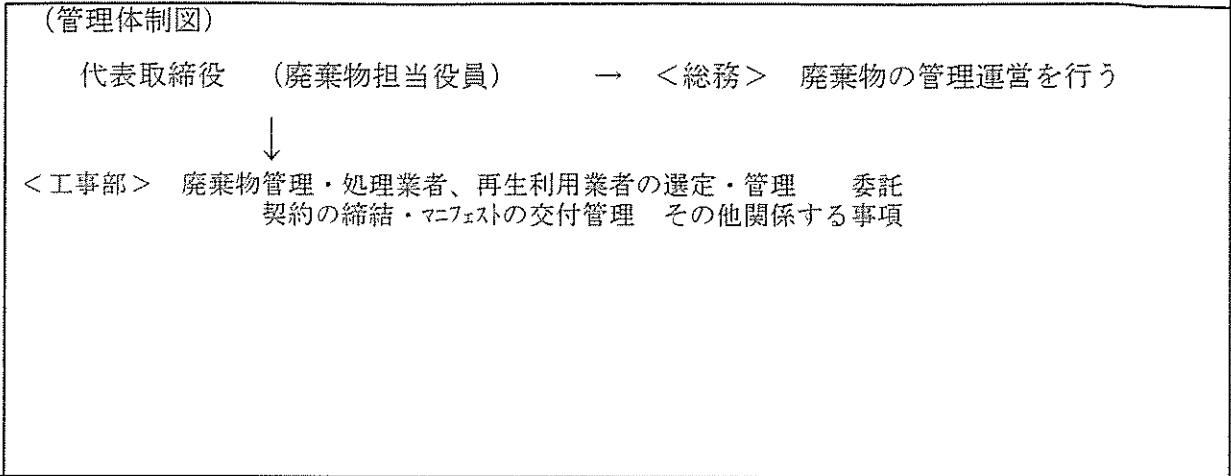 (管理体制図)
代表取締役 (廃棄物担当役員) → <総務> 廃棄物の管理運営を行う
↓
<工事部> 廃棄物管理・処理業者、再生利用業者の選定・管理 委託
契約の締結・マニフェストの交付管理 その他関係する事項